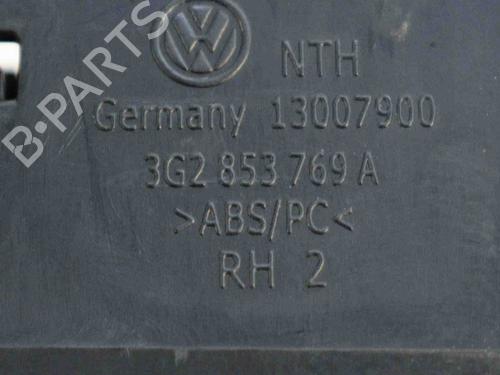 B-PARTS
NTH
Germany 13007900
3G2 853 769 A
>ABS/PC<
RH 2